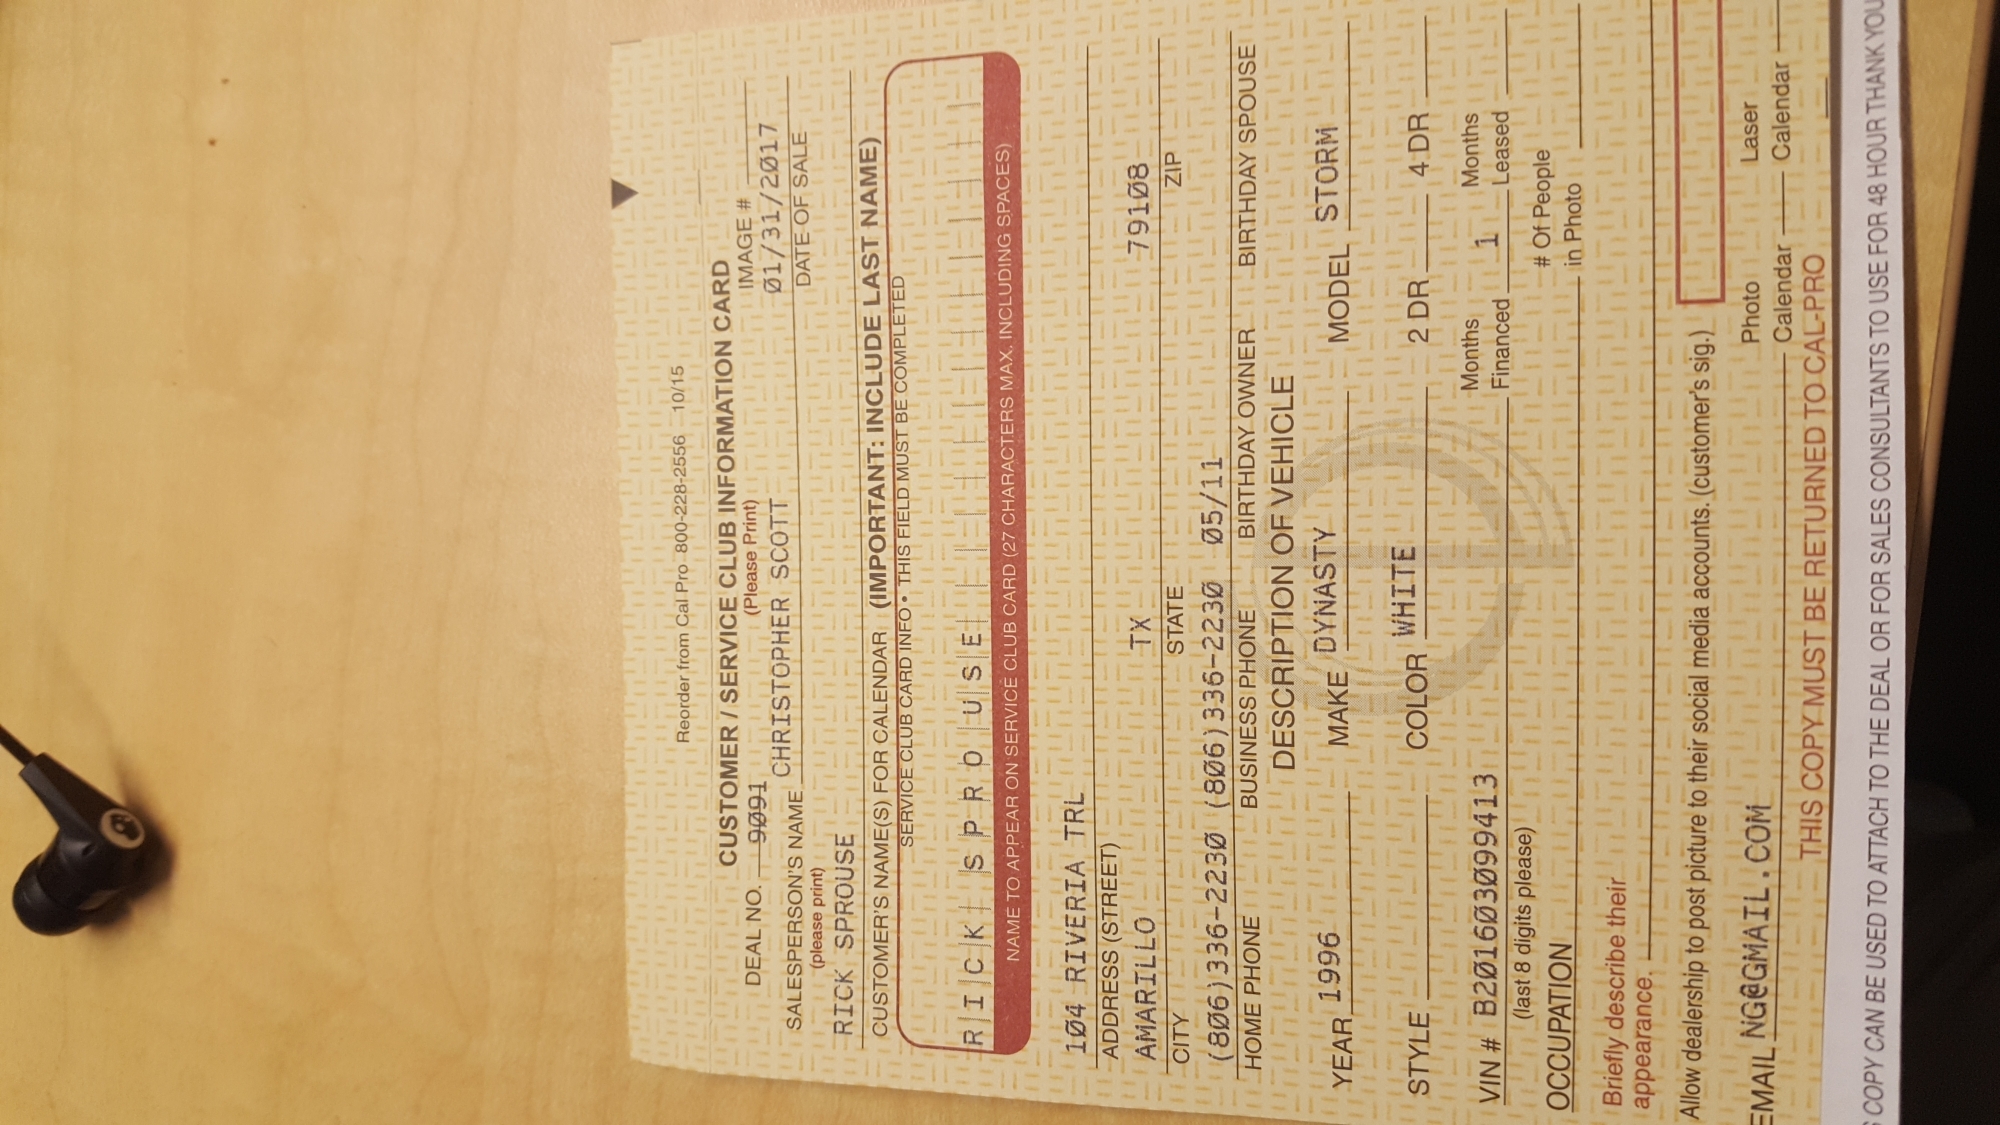 Reorder from Cal Pro 800-228-2556 10/15
CUSTOMER / SERVICE CLUB INFORMATION CARD
(Please Print)
IMAGE #
DEAL NO. 9091
01/31/2017
CHRISTOPHER SCOTT
SALESPERSON'S NAME
DATE OF SALE
(please print)
RICK SPROUSE
CUSTOMER'S NAME(S) FOR CALENDAR (IMPORTANT: INCLUDE LAST NAME)
SERVICE CLUB CARD INFO • THIS FIELD MUST BE COMPLETED
RICK SPROUSE
NAME TO APPEAR ON SERVICE CLUB CARD (27 CHARACTERS MAX. INCLUDING SPACES)
104 RIVERIA TRL
ADDRESS (STREET)
AMARILLO TX 79108
CITY STATE ZIP
(806)336-2230 (806)336-2230 05/11
HOME PHONE BUSINESS PHONE BIRTHDAY OWNER BIRTHDAY SPOUSE
DESCRIPTION OF VEHICLE
YEAR 1996 MAKE DYNASTY MODEL STORM
STYLE COLOR WHITE 2 DR 4 DR
VIN # B201603099413 Months Financed 1 Months Leased
(last 8 digits please)
OCCUPATION # Of People in Photo
Briefly describe their
appearance.
Allow dealership to post picture to their social media accounts. (customer's sig.)
EMAIL NG@GMAIL.COM Photo Calendar Laser Calendar
THIS COPY MUST BE RETURNED TO CAL-PRO
COPY CAN BE USED TO ATTACH TO THE DEAL OR FOR SALES CONSULTANTS TO USE FOR 48 HOUR THANK YOU